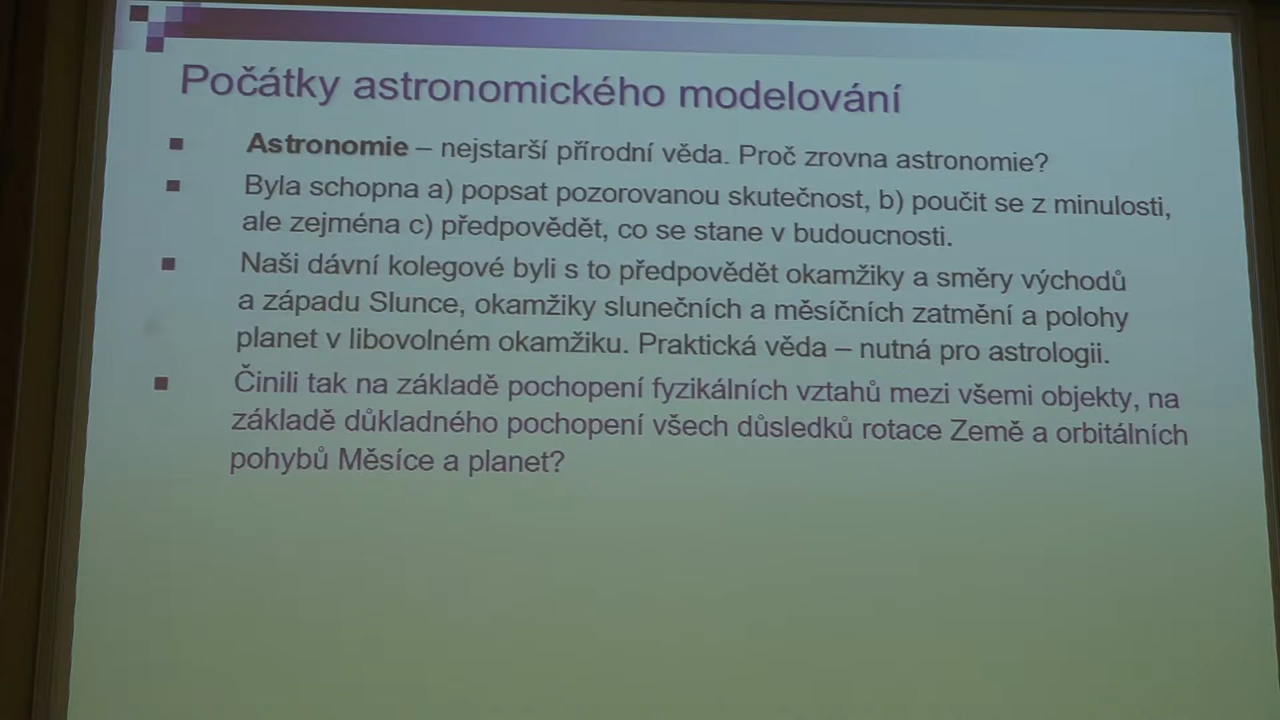 Počátky astronomického modelování
Astronomie – nejstarší přírodní věda. Proč zrovna astronomie?
Byla schopna a) popsat pozorovanou skutečnost, b) poučit se z minulosti,
ale zejména c) předpovědět, co se stane v budoucnosti.
Naši dávní kolegové byli s to předpovědět okamžiky a směry východů
a západu Slunce, okamžiky slunečních a měsíčních zatmění a polohy
planet v libovolném okamžiku. Praktická věda – nutná pro astrologii.
Činili tak na základě pochopení fyzikálních vztahů mezi všemi objekty, na
základě důkladného pochopení všech důsledků rotace Země a orbitálních
pohybů Měsíce a planet?